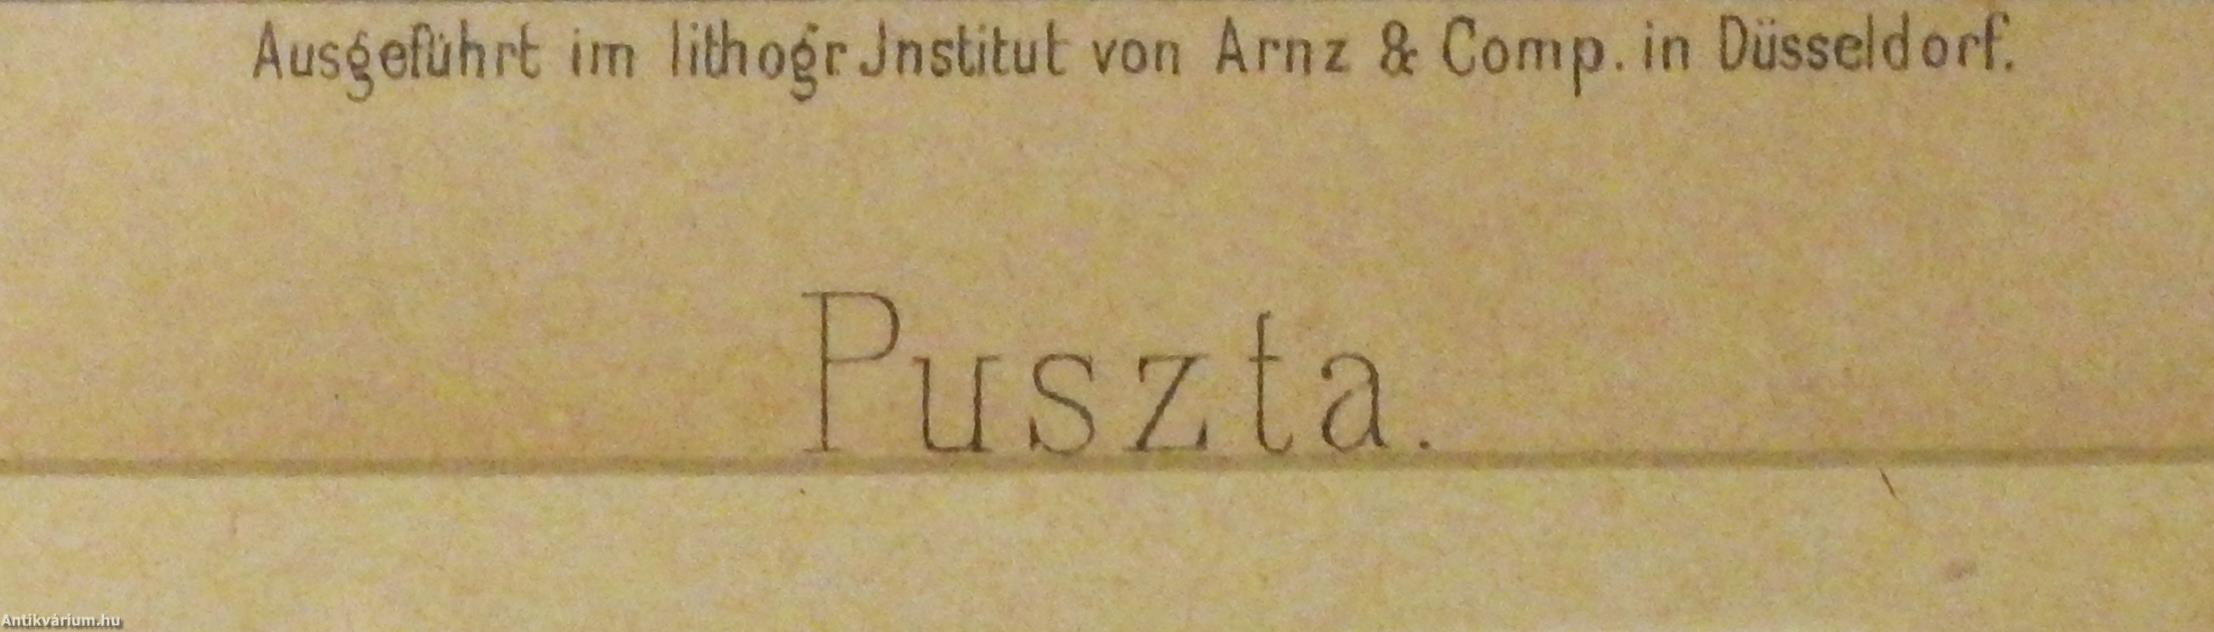 Ausgeführt im lithogr Jnstitut von Arnz & Comp. in Düsseldorf.
Puszta.
Antikvárium.hu